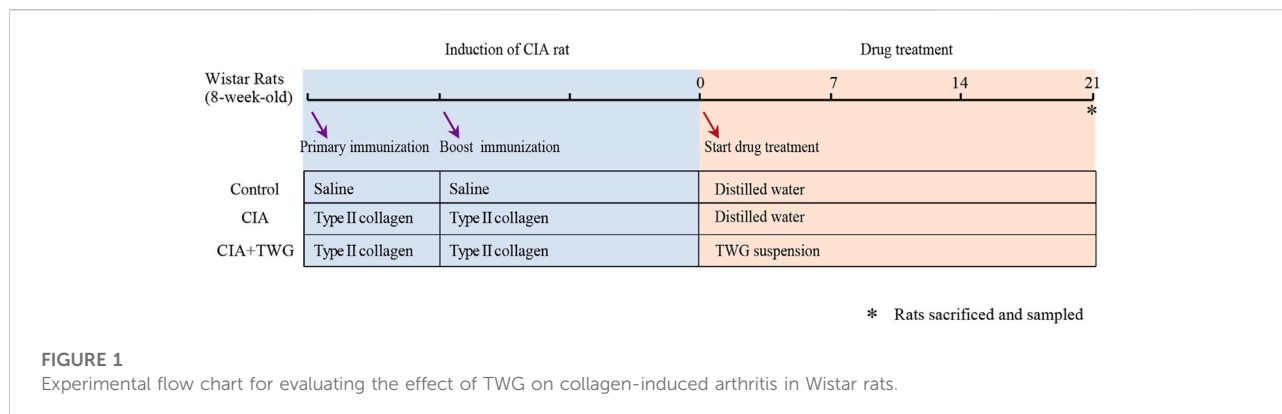 Induction of CIA rat
Drug treatment
Wistar Rats
(8-week-old)
0 7 14 21
*
Primary immunization Boost immunization Start drug treatment
Control Saline Saline Distilled water
CIA Type II collagen Type II collagen Distilled water
CIA+TWG Type II collagen Type II collagen TWG suspension
* Rats sacrificed and sampled
FIGURE 1
Experimental flow chart for evaluating the effect of TWG on collagen-induced arthritis in Wistar rats.